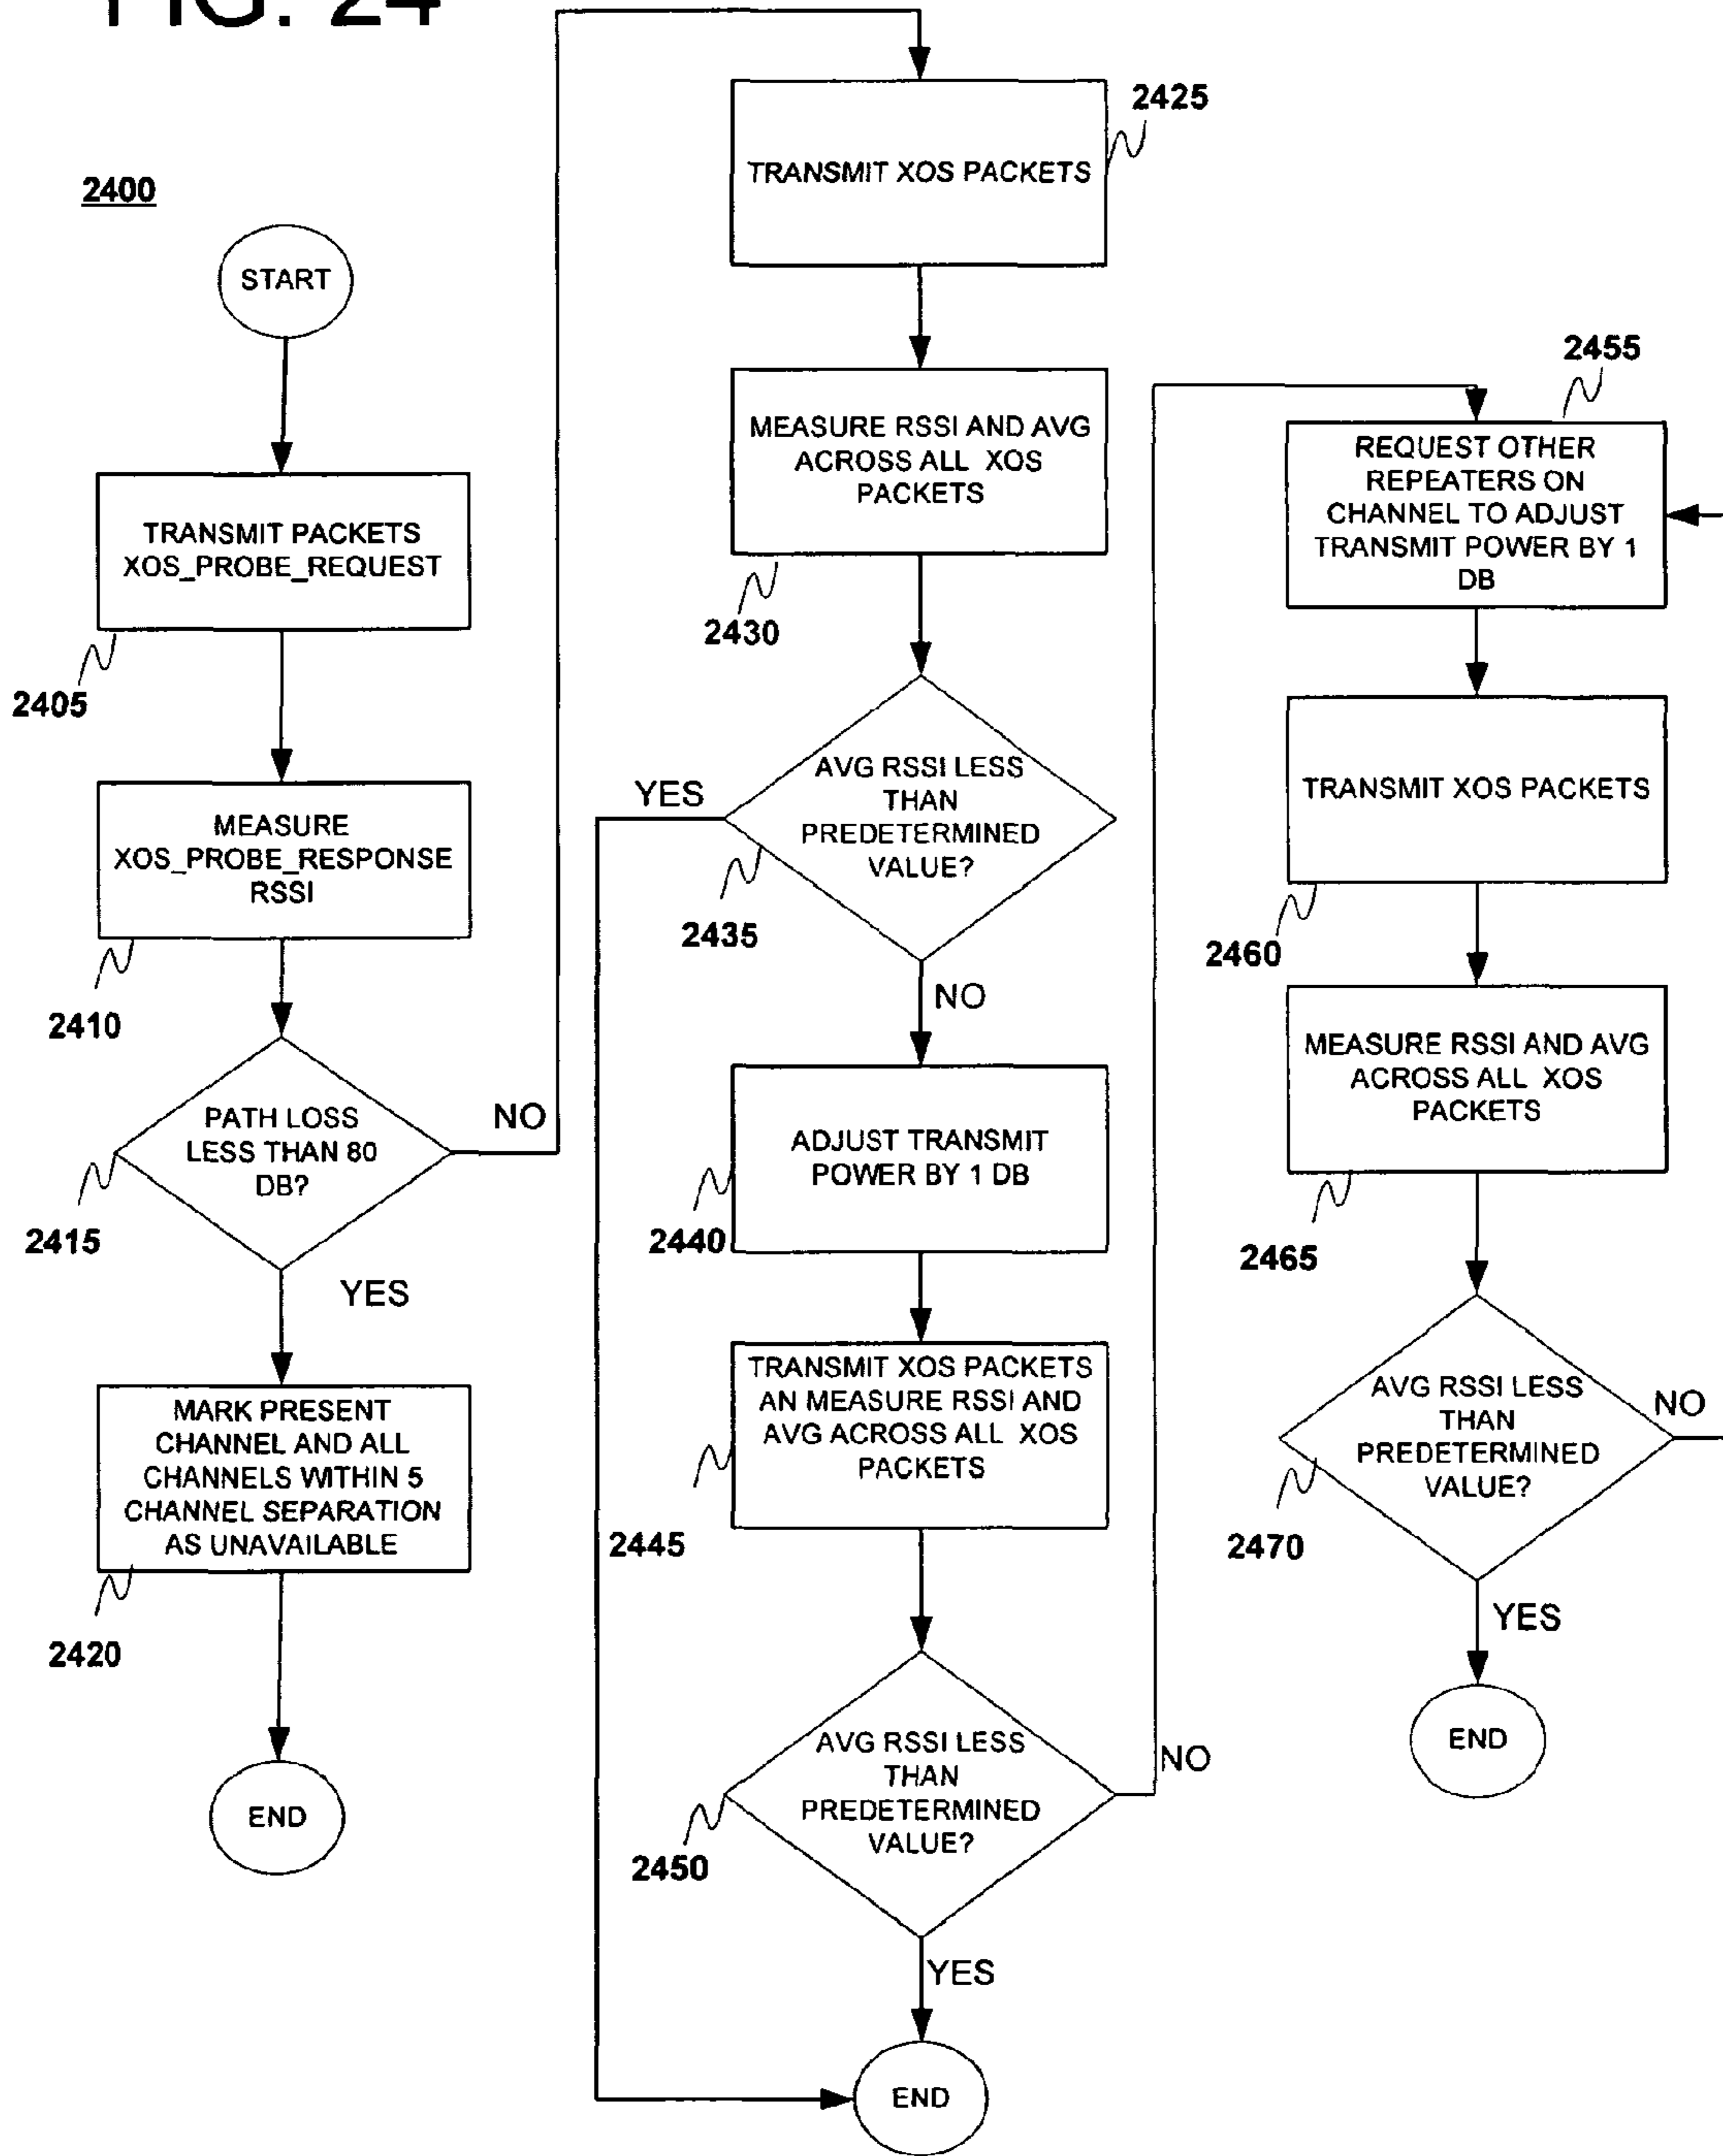 FIG. 24
2400
START
TRANSMIT PACKETS
XOS_PROBE_REQUEST
2405
MEASURE
XOS_PROBE_RESPONSE
RSSI
2410
PATH LOSS
LESS THAN 80
DB?
NO
2415
YES
MARK PRESENT
CHANNEL AND ALL
CHANNELS WITHIN 5
CHANNEL SEPARATION
AS UNAVAILABLE
2420
END
2425
TRANSMIT XOS PACKETS
MEASURE RSSI AND AVG
ACROSS ALL XOS
PACKETS
2430
AVG RSSI LESS
THAN
PREDETERMINED
VALUE?
YES
2435
NO
ADJUST TRANSMIT
POWER BY 1 DB
2440
TRANSMIT XOS PACKETS
AN MEASURE RSSI AND
AVG ACROSS ALL XOS
PACKETS
2445
AVG RSSI LESS
THAN
PREDETERMINED
VALUE?
NO
2450
YES
END
2455
REQUEST OTHER
REPEATERS ON
CHANNEL TO ADJUST
TRANSMIT POWER BY 1
DB
TRANSMIT XOS PACKETS
2460
MEASURE RSSI AND AVG
ACROSS ALL XOS
PACKETS
2465
AVG RSSI LESS
THAN
PREDETERMINED
VALUE?
NO
2470
YES
END